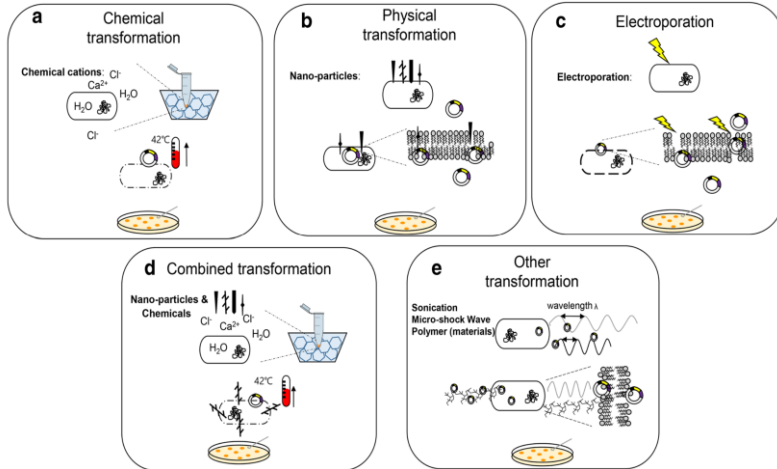 a
Chemical
transformation
Chemical cations:
Cl⁻
Ca²⁺
H₂O
H₂O
Cl⁻
42℃
b
Physical
transformation
Nano-particles:
c
Electroporation
Electroporation:
d
Combined transformation
Nano-particles &
Chemicals
Cl⁻
Cl⁻
Ca²⁺
H₂O
H₂O
42℃
e
Other
transformation
Sonication
Micro-shock Wave
Polymer (materials)
wavelength λ